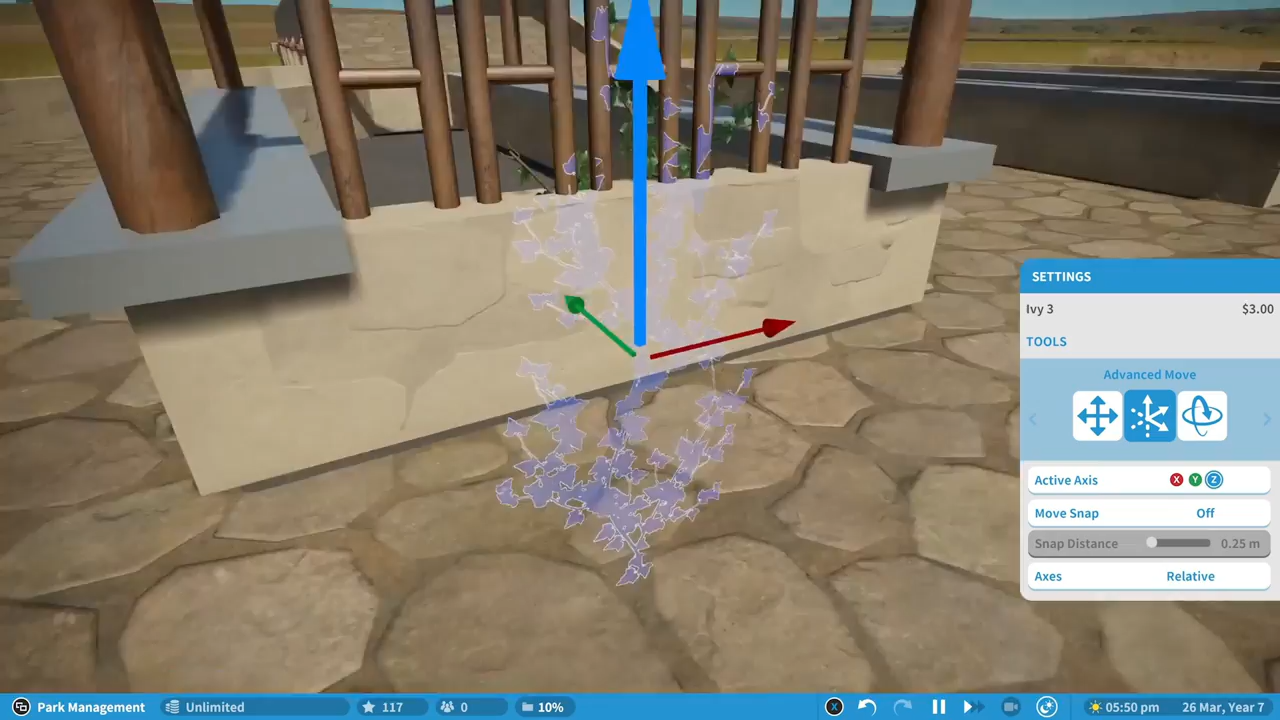 SETTINGS
Ivy 3 $3.00
TOOLS
Advanced Move
Active Axis X Y Z
Move Snap Off
Snap Distance 0.25 m
Axes Relative
Park Management Unlimited 117 0 10% X 05:50 pm 26 Mar, Year 7